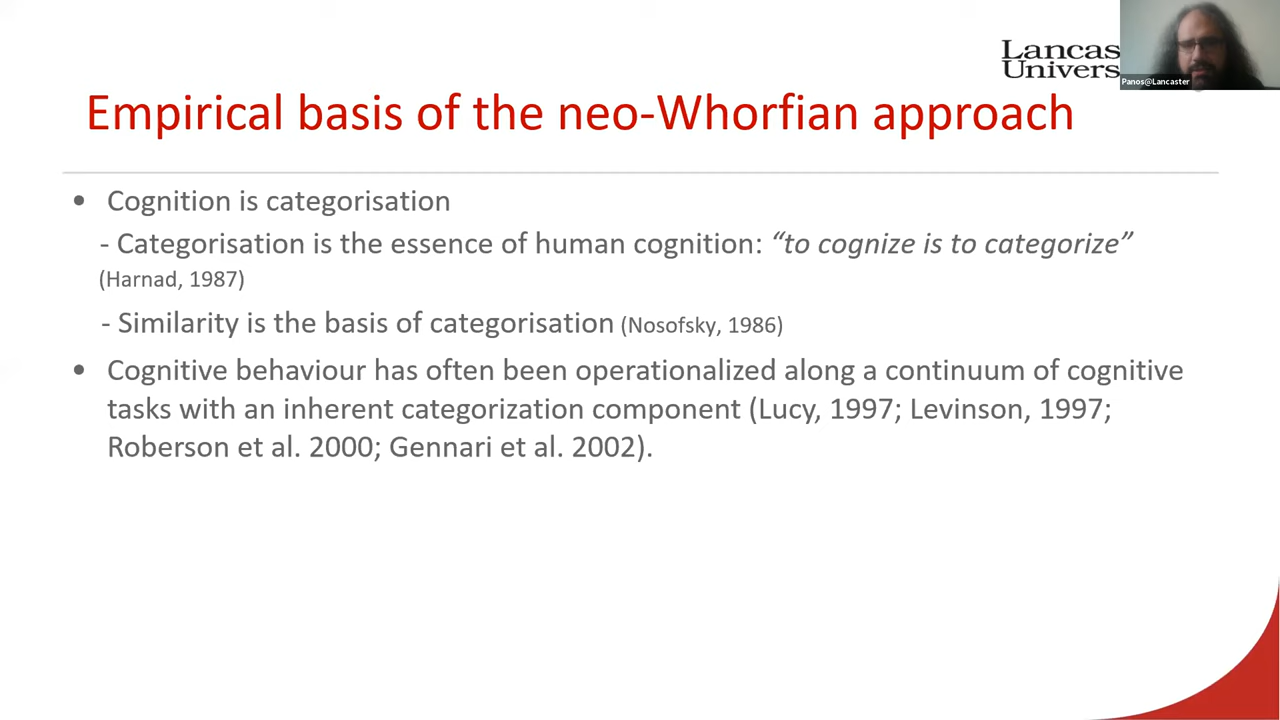 Lancas
Univers
Panos@Lancaster
Empirical basis of the neo-Whorfian approach
• Cognition is categorisation
- Categorisation is the essence of human cognition: “to cognize is to categorize”
(Harnad, 1987)
- Similarity is the basis of categorisation (Nosofsky, 1986)
• Cognitive behaviour has often been operationalized along a continuum of cognitive
tasks with an inherent categorization component (Lucy, 1997; Levinson, 1997;
Roberson et al. 2000; Gennari et al. 2002).